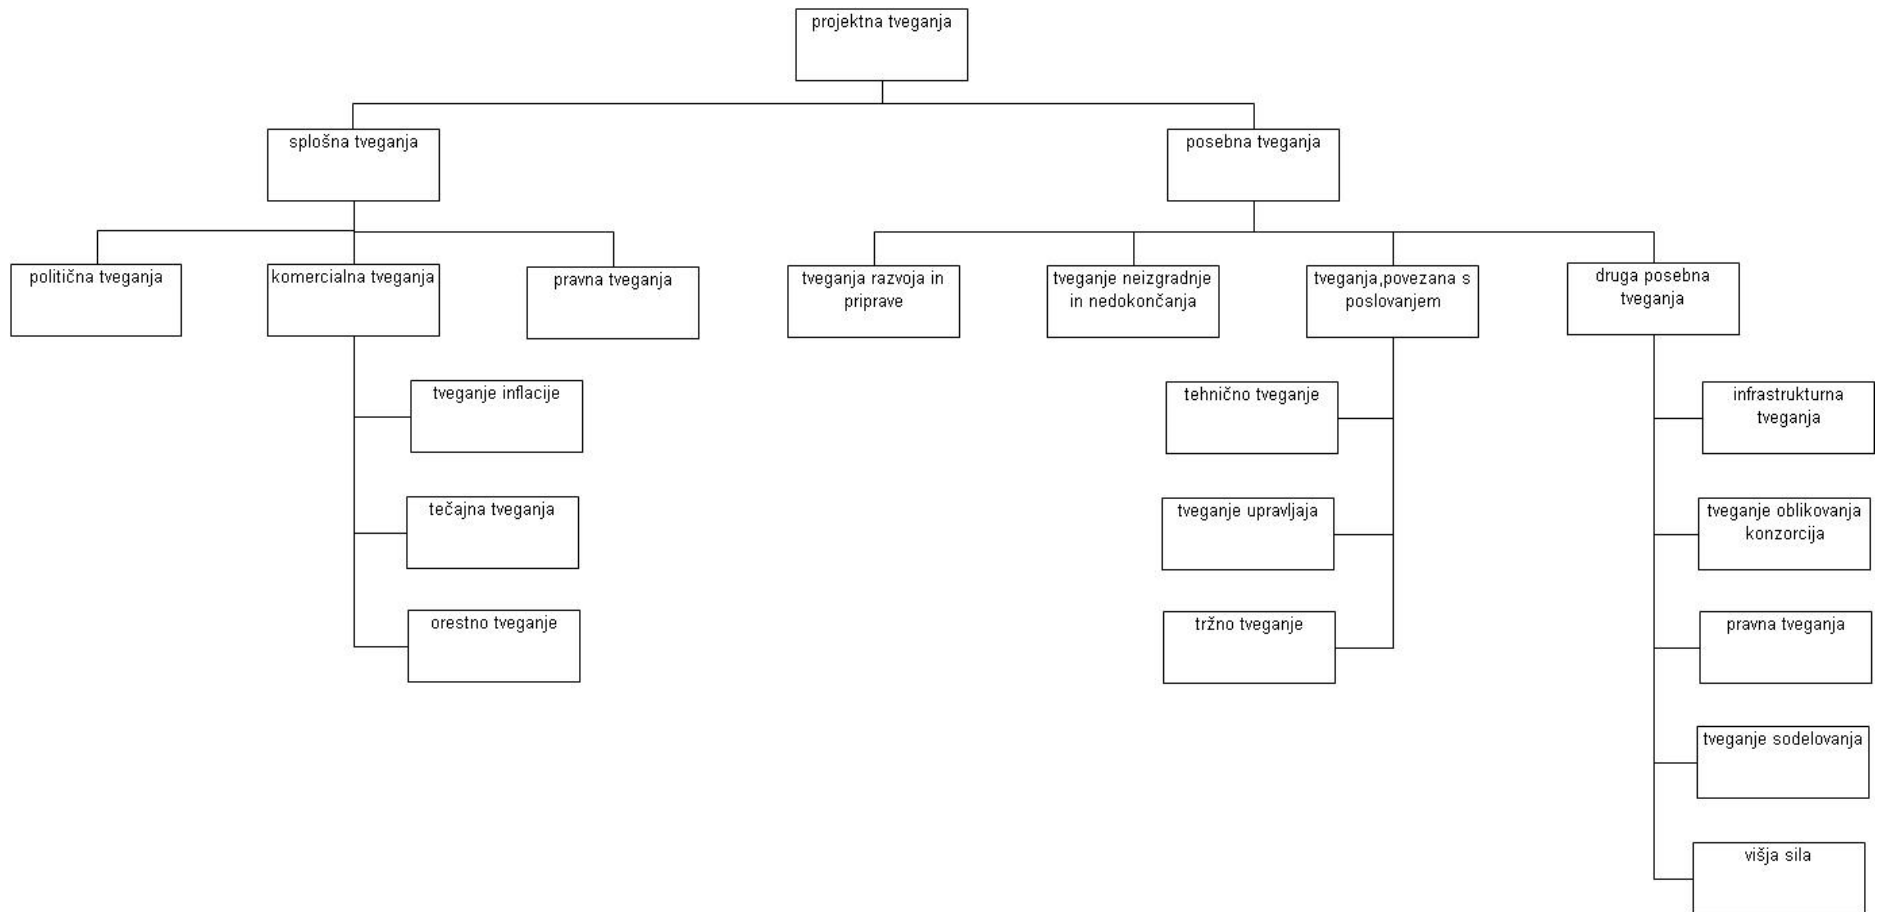 projektna tveganja
splošna tveganja
posebna tveganja
politična tveganja
komercialna tveganja
pravna tveganja
tveganja razvoja in
priprave
tveganje neizgradnje
in nedokončanja
tveganja,povezana s
poslovanjem
druga posebna
tveganja
tveganje inflacije
tečajna tveganja
orestno tveganje
tehnično tveganje
tveganje upravljaja
tržno tveganje
infrastrukturna
tveganja
tveganje oblikovanja
konzorcija
pravna tveganja
tveganje sodelovanja
višja sila